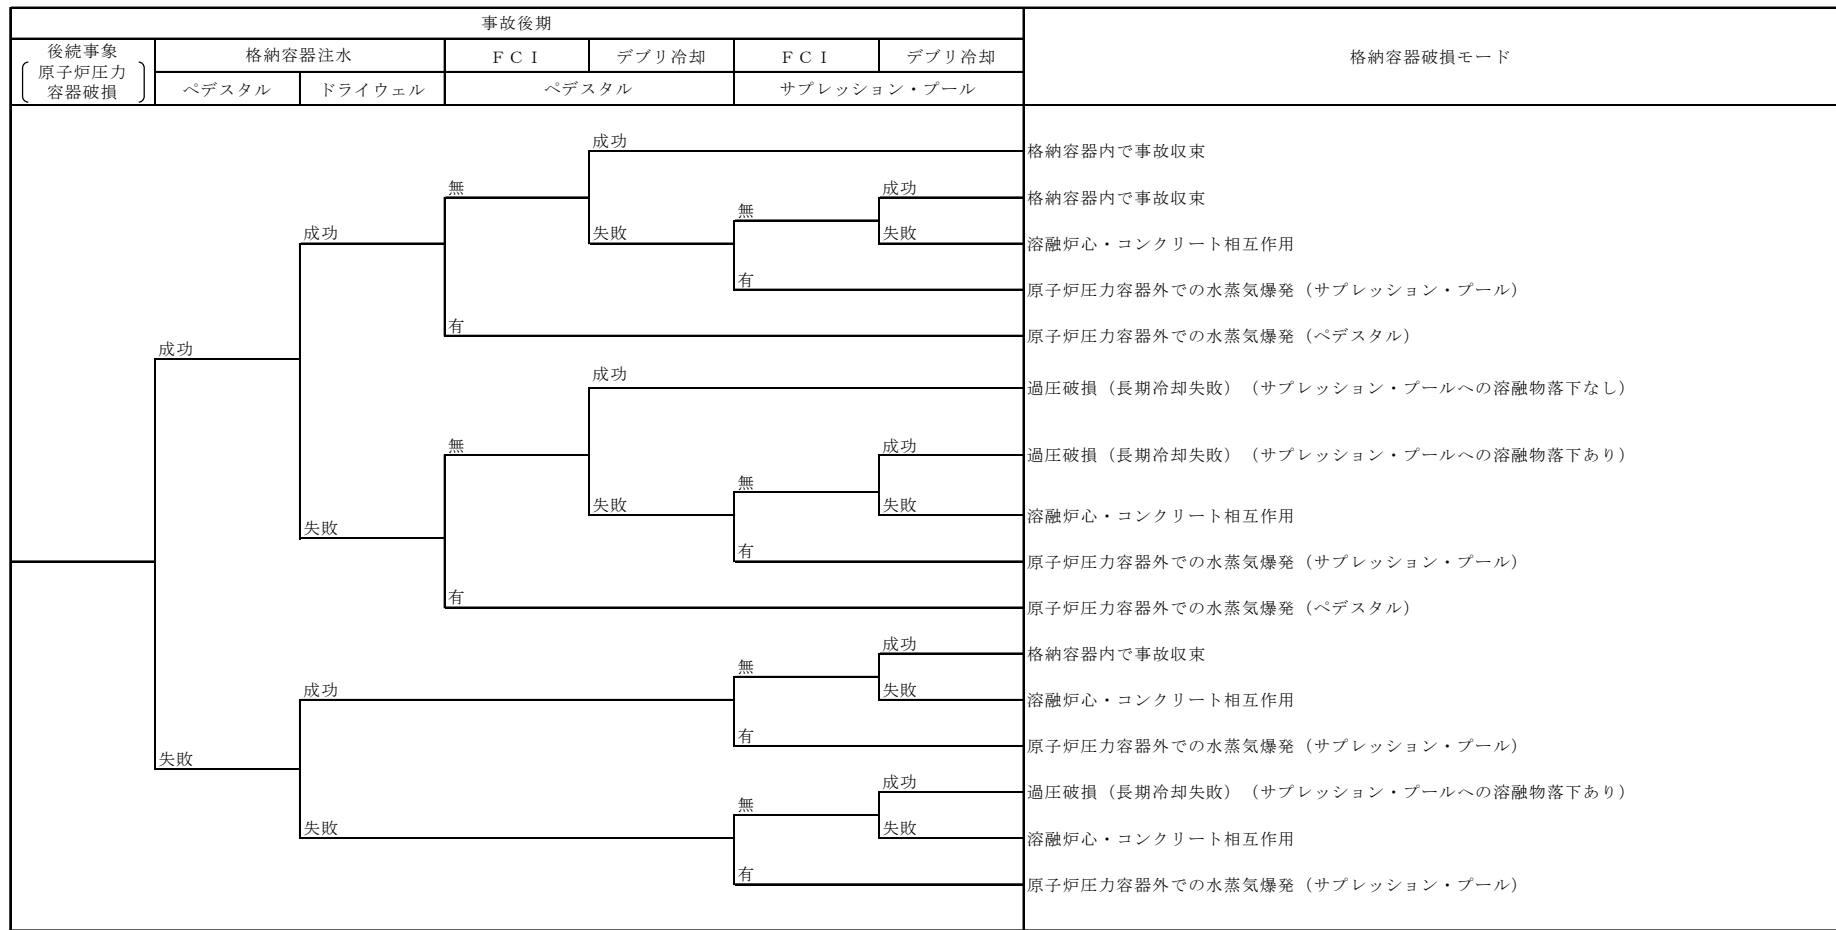 事故後期
後続事象
原子炉圧力
容器破損
格納容器注水
ＦＣＩ
デブリ冷却
ＦＣＩ
デブリ冷却
格納容器破損モード
ペデスタル
ドライウェル
ペデスタル
サプレッション・プール
成功
格納容器内で事故収束
無
成功
格納容器内で事故収束
無
成功
失敗
失敗
溶融炉心・コンクリート相互作用
有
原子炉圧力容器外での水蒸気爆発（サプレッション・プール）
有
原子炉圧力容器外での水蒸気爆発（ペデスタル）
成功
成功
過圧破損（長期冷却失敗）（サプレッション・プールへの溶融物落下なし）
無
成功
過圧破損（長期冷却失敗）（サプレッション・プールへの溶融物落下あり）
無
失敗
失敗
溶融炉心・コンクリート相互作用
失敗
有
原子炉圧力容器外での水蒸気爆発（サプレッション・プール）
有
原子炉圧力容器外での水蒸気爆発（ペデスタル）
成功
格納容器内で事故収束
無
成功
失敗
溶融炉心・コンクリート相互作用
有
原子炉圧力容器外での水蒸気爆発（サプレッション・プール）
失敗
成功
過圧破損（長期冷却失敗）（サプレッション・プールへの溶融物落下あり）
無
失敗
失敗
溶融炉心・コンクリート相互作用
有
原子炉圧力容器外での水蒸気爆発（サプレッション・プール）